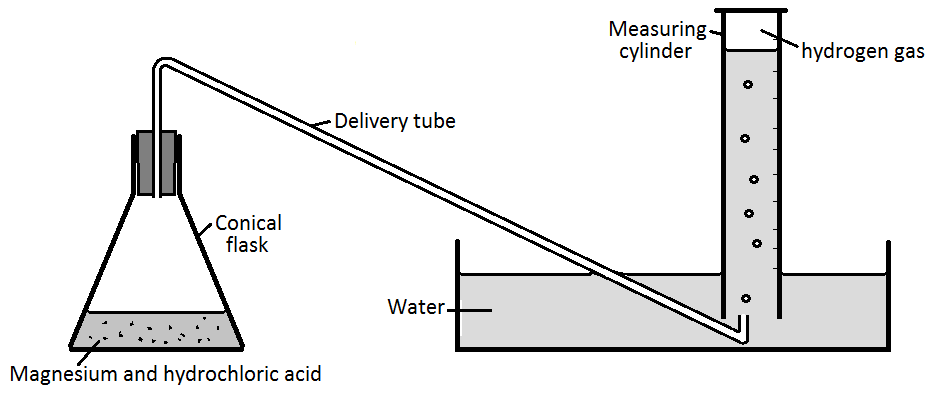 Measuring
cylinder
hydrogen gas
Delivery tube
Conical
flask
Water
Magnesium and hydrochloric acid